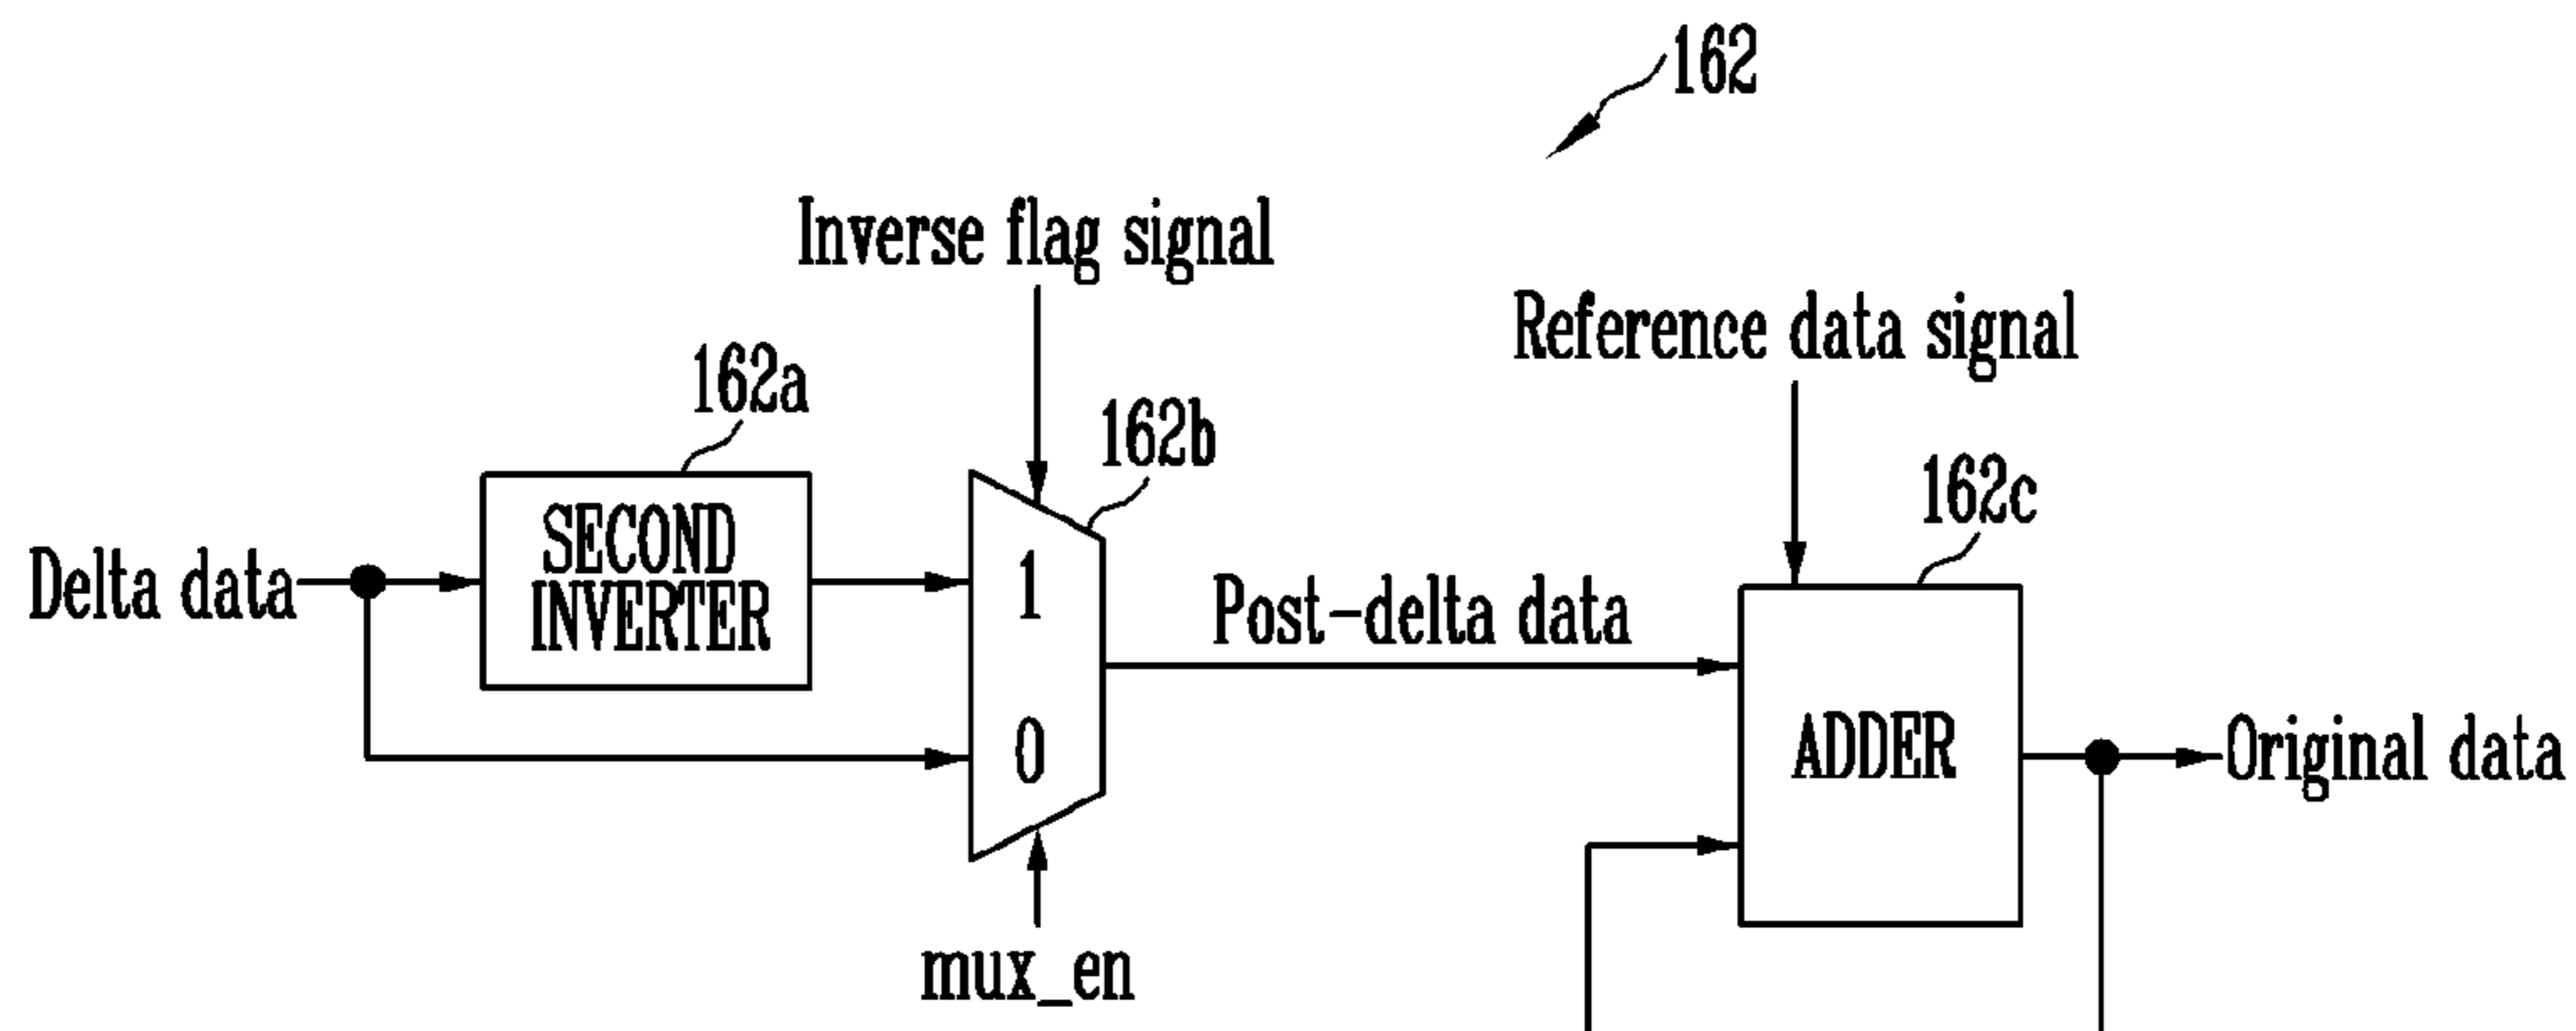 162
Inverse flag signal
Reference data signal
162a
162b
162c
SECOND
INVERTER
Delta data
1
Post-delta data
0
ADDER
Original data
mux_en